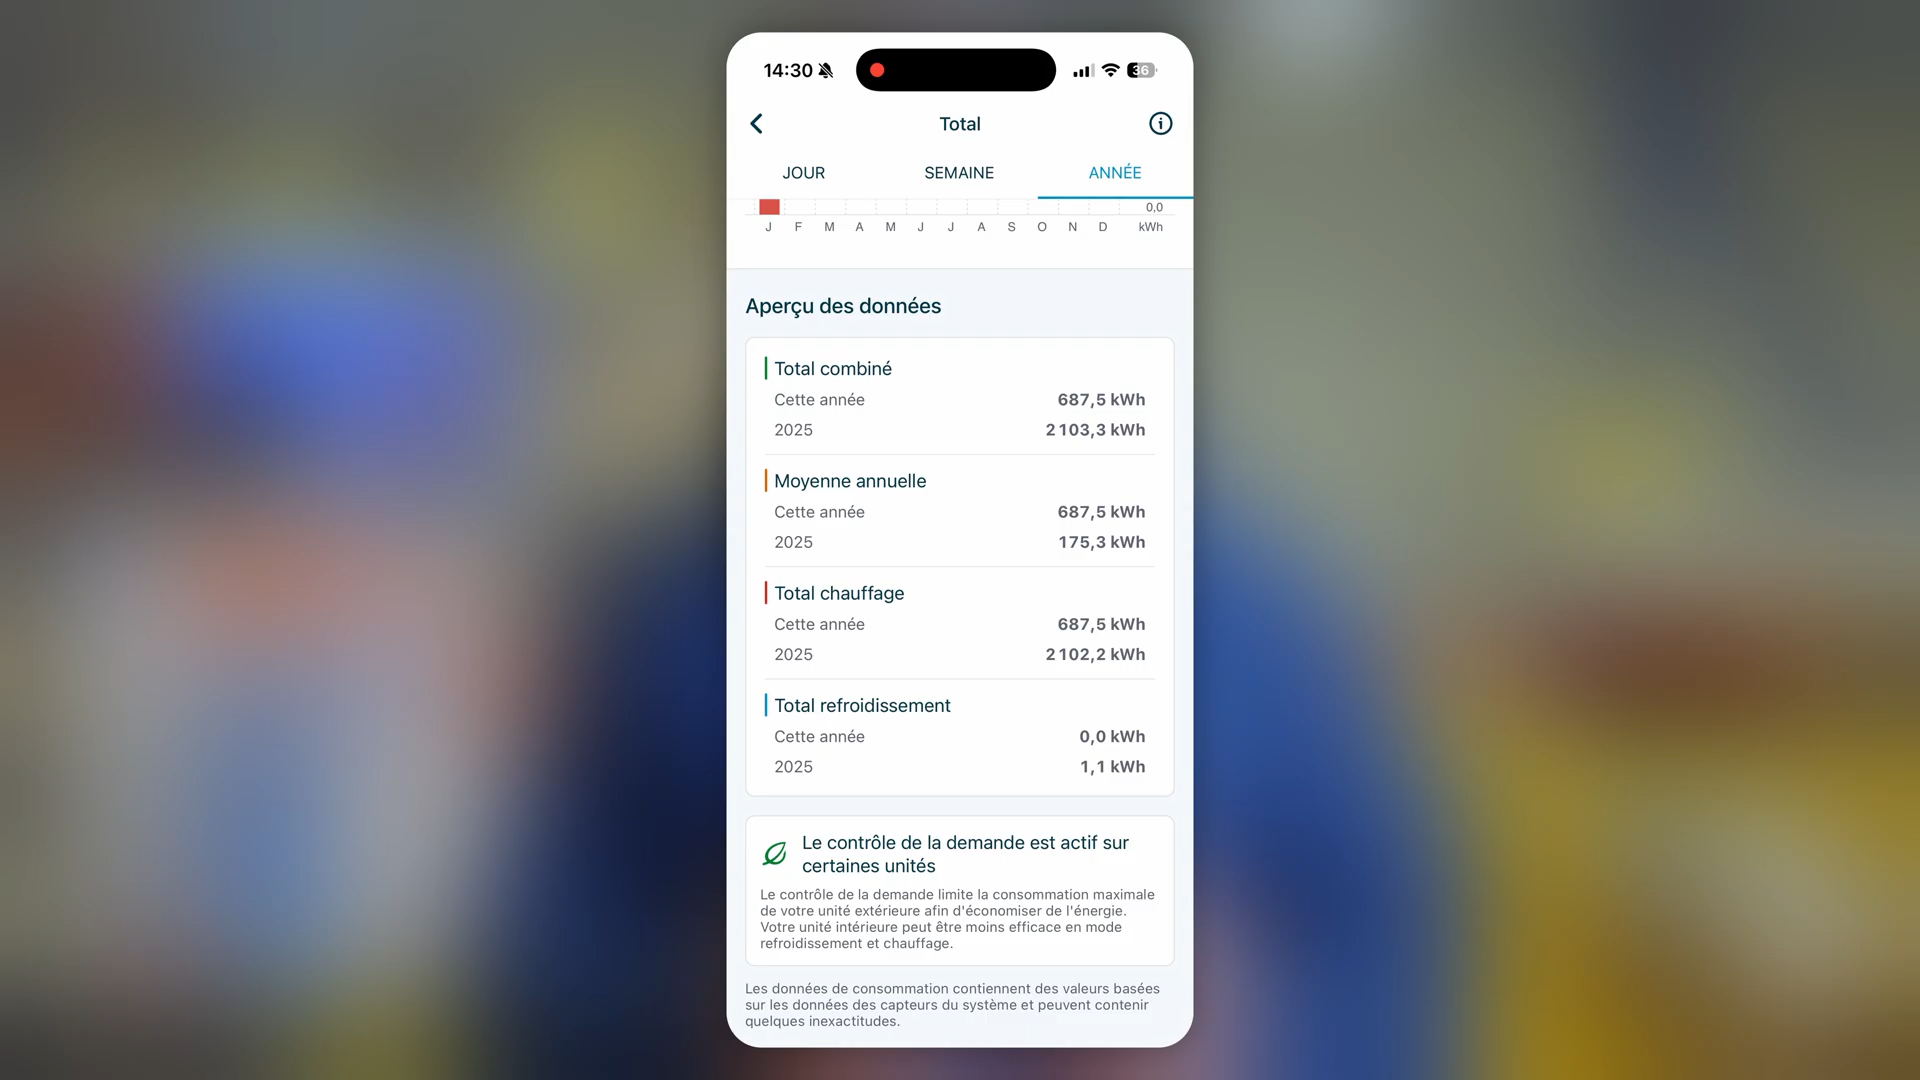 14:30
36
Total
JOUR SEMAINE ANNÉE
0,0
J F M A M J J A S O N D kWh
Aperçu des données
Total combiné
Cette année 687,5 kWh
2025 2 103,3 kWh
Moyenne annuelle
Cette année 687,5 kWh
2025 175,3 kWh
Total chauffage
Cette année 687,5 kWh
2025 2 102,2 kWh
Total refroidissement
Cette année 0,0 kWh
2025 1,1 kWh
Le contrôle de la demande est actif sur
certaines unités
Le contrôle de la demande limite la consommation maximale
de votre unité extérieure afin d'économiser de l'énergie.
Votre unité intérieure peut être moins efficace en mode
refroidissement et chauffage.
Les données de consommation contiennent des valeurs basées
sur les données des capteurs du système et peuvent contenir
quelques inexactitudes.